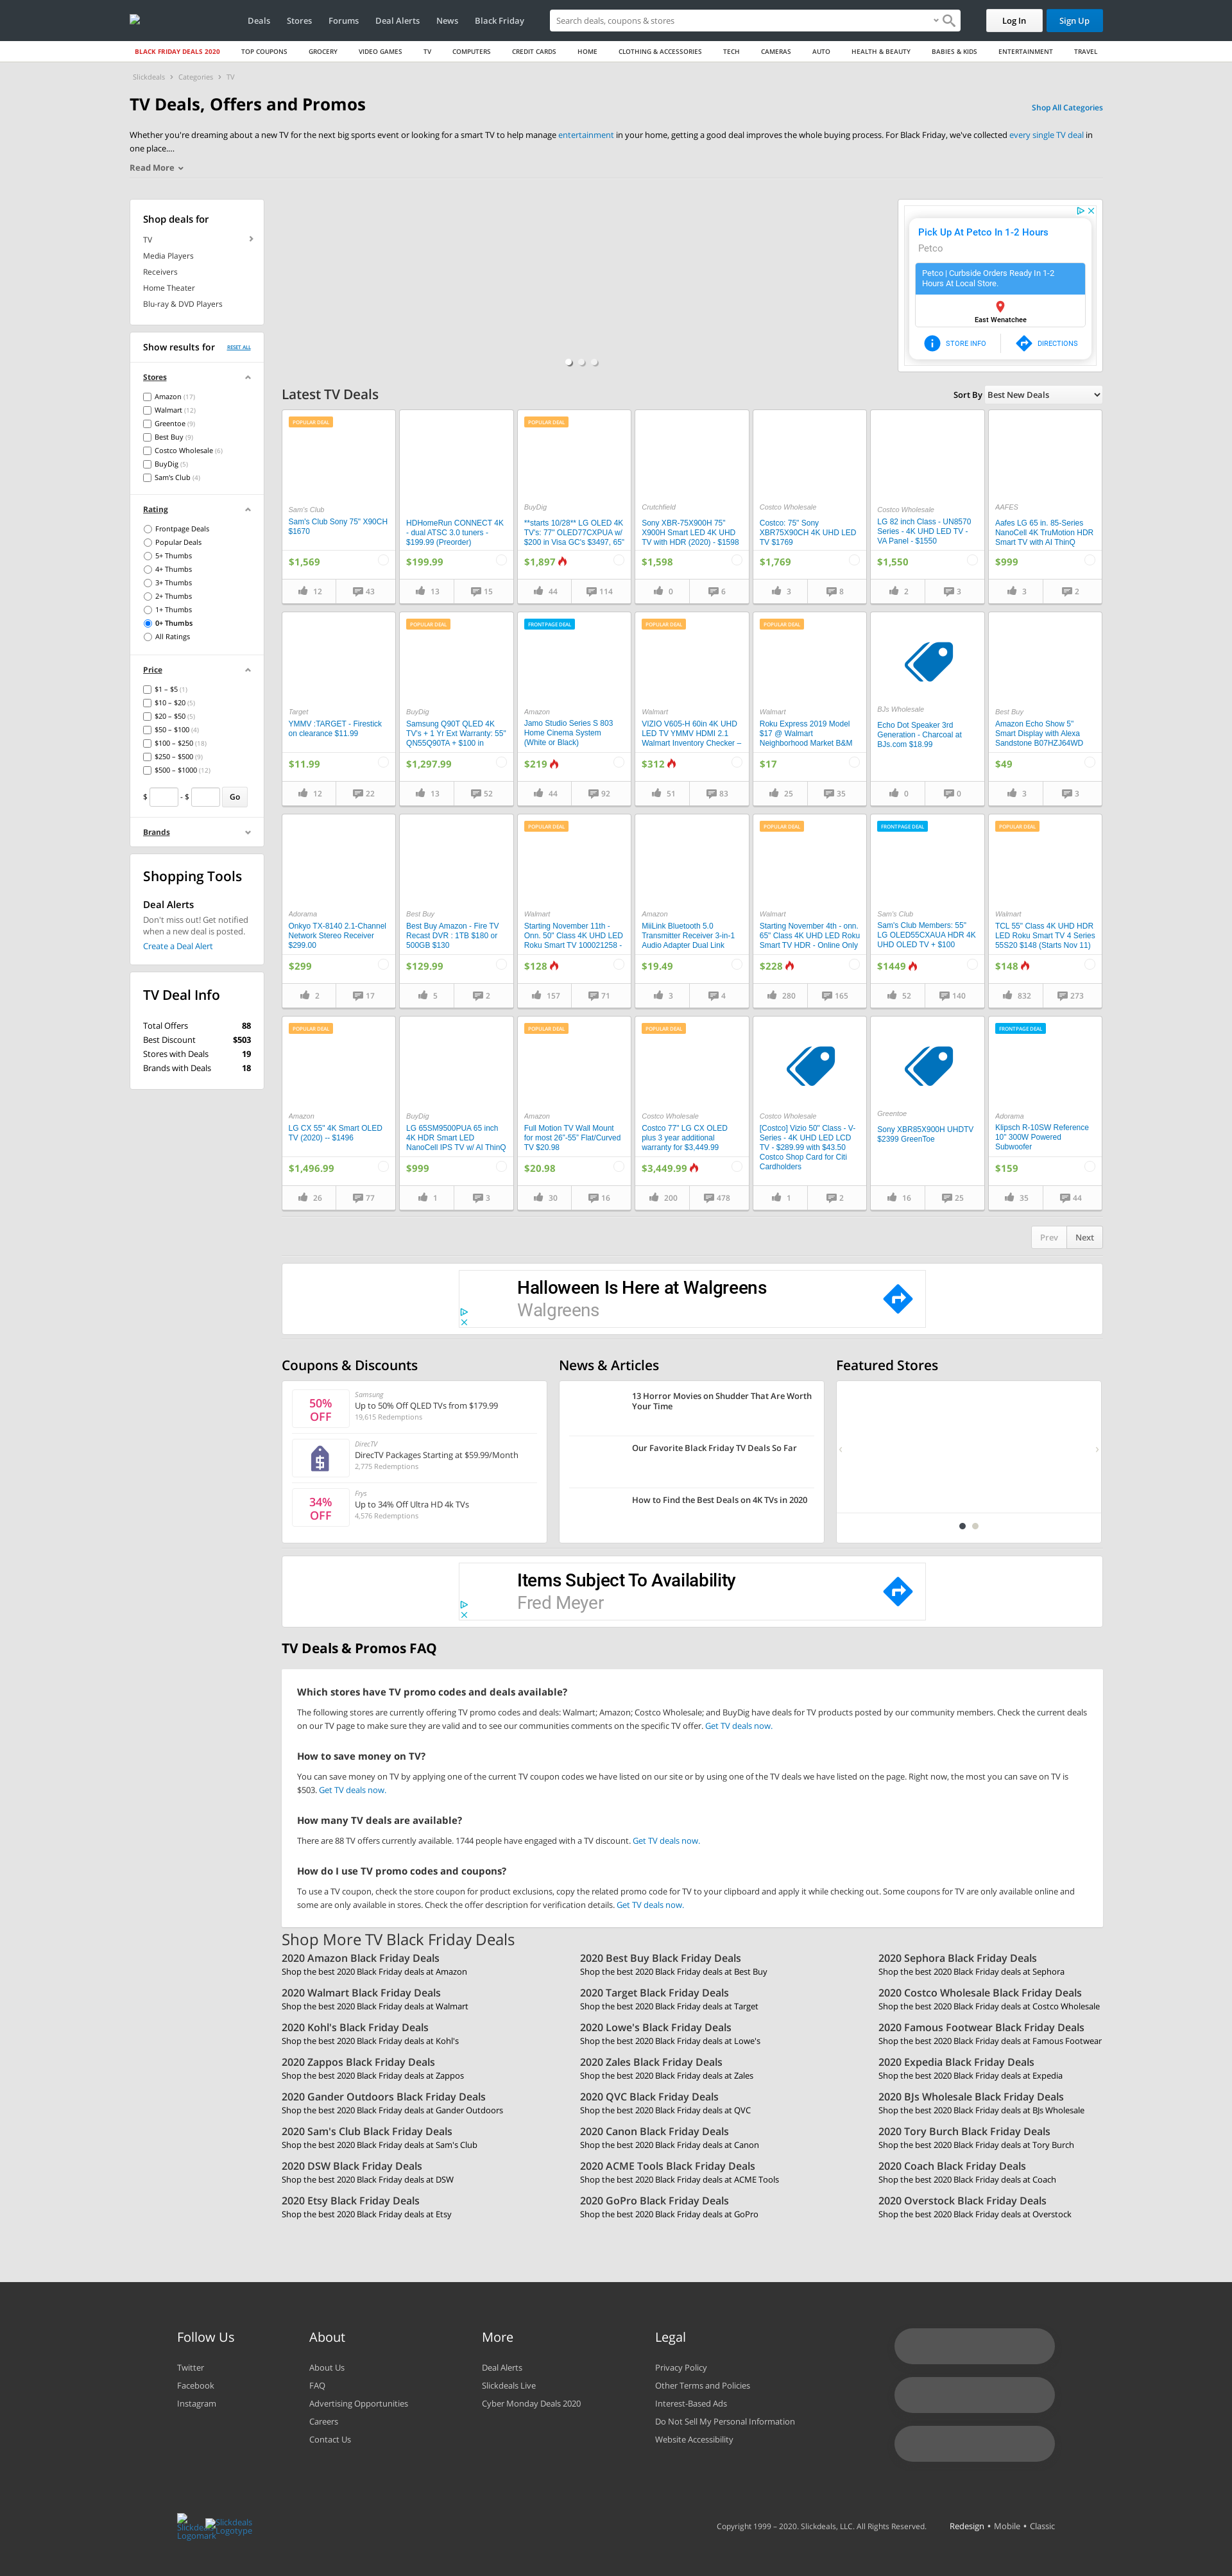 Deals Stores Forums Deal Alerts News Black Friday
Search deals, coupons & stores
Log In
Sign Up
BLACK FRIDAY DEALS 2020 TOP COUPONS GROCERY VIDEO GAMES TV COMPUTERS CREDIT CARDS HOME CLOTHING & ACCESSORIES TECH CAMERAS AUTO HEALTH & BEAUTY BABIES & KIDS ENTERTAINMENT TRAVEL
Slickdeals > Categories > TV
TV Deals, Offers and Promos
Shop All Categories
Whether you're dreaming about a new TV for the next big sports event or looking for a smart TV to help manage entertainment in your home, getting a good deal improves the whole buying process. For Black Friday, we've collected every single TV deal in
one place....
Read More
Shop deals for
TV
Media Players
Receivers
Home Theater
Blu-ray & DVD Players
Show results for
RESET ALL
Stores
Amazon (17)
Walmart (12)
Greentoe (9)
Best Buy (9)
Costco Wholesale (6)
BuyDig (5)
Sam's Club (4)
Rating
Frontpage Deals
Popular Deals
5+ Thumbs
4+ Thumbs
3+ Thumbs
2+ Thumbs
1+ Thumbs
0+ Thumbs
All Ratings
Price
$1 – $5 (1)
$10 – $20 (5)
$20 – $50 (5)
$50 – $100 (4)
$100 – $250 (18)
$250 – $500 (9)
$500 – $1000 (12)
$ - $ Go
Brands
Shopping Tools
Deal Alerts
Don't miss out! Get notified
when a new deal is posted.
Create a Deal Alert
TV Deal Info
Total Offers 88
Best Discount $503
Stores with Deals 19
Brands with Deals 18
Pick Up At Petco In 1-2 Hours
Petco
Petco | Curbside Orders Ready In 1-2
Hours At Local Store.
East Wenatchee
STORE INFO
DIRECTIONS
Latest TV Deals
Sort By Best New Deals
POPULAR DEAL
Sam's Club
Sam's Club Sony 75" X90CH
$1670
$1,569
12 43
HDHomeRun CONNECT 4K
- dual ATSC 3.0 tuners -
$199.99 (Preorder)
$199.99
13 15
POPULAR DEAL
BuyDig
**starts 10/28** LG OLED 4K
TV's: 77" OLED77CXPUA w/
$200 in Visa GC's $3497, 65"
$1,897
44 114
Crutchfield
Sony XBR-75X900H 75"
X900H Smart LED 4K UHD
TV with HDR (2020) - $1598
$1,598
0 6
Costco Wholesale
Costco: 75" Sony
XBR75X90CH 4K UHD LED
TV $1769
$1,769
3 8
Costco Wholesale
LG 82 inch Class - UN8570
Series - 4K UHD LED TV -
VA Panel - $1550
$1,550
2 3
AAFES
Aafes LG 65 in. 85-Series
NanoCell 4K TruMotion HDR
Smart TV with AI ThinQ
$999
3 2
Target
YMMV :TARGET - Firestick
on clearance $11.99
$11.99
12 22
POPULAR DEAL
BuyDig
Samsung Q90T QLED 4K
TV's + 1 Yr Ext Warranty: 55"
QN55Q90TA + $100 in
$1,297.99
13 52
FRONTPAGE DEAL
Amazon
Jamo Studio Series S 803
Home Cinema System
(White or Black)
$219
44 92
POPULAR DEAL
Walmart
VIZIO V605-H 60in 4K UHD
LED TV YMMV HDMI 2.1
Walmart Inventory Checker –
$312
51 83
POPULAR DEAL
Walmart
Roku Express 2019 Model
$17 @ Walmart
Neighborhood Market B&M
$17
25 35
BJs Wholesale
Echo Dot Speaker 3rd
Generation - Charcoal at
BJs.com $18.99
0 0
Best Buy
Amazon Echo Show 5"
Smart Display with Alexa
Sandstone B07HZJ64WD
$49
3 3
Adorama
Onkyo TX-8140 2.1-Channel
Network Stereo Receiver
$299.00
$299
2 17
Best Buy
Best Buy Amazon - Fire TV
Recast DVR : 1TB $180 or
500GB $130
$129.99
5 2
POPULAR DEAL
Walmart
Starting November 11th -
Onn. 50" Class 4K UHD LED
Roku Smart TV 100021258 -
$128
157 71
Amazon
MiiLink Bluetooth 5.0
Transmitter Receiver 3-in-1
Audio Adapter Dual Link
$19.49
3 4
POPULAR DEAL
Walmart
Starting November 4th - onn.
65" Class 4K UHD LED Roku
Smart TV HDR - Online Only
$228
280 165
FRONTPAGE DEAL
Sam's Club
Sam's Club Members: 55"
LG OLED55CXAUA HDR 4K
UHD OLED TV + $100
$1449
52 140
POPULAR DEAL
Walmart
TCL 55" Class 4K UHD HDR
LED Roku Smart TV 4 Series
55S20 $148 (Starts Nov 11)
$148
832 273
POPULAR DEAL
Amazon
LG CX 55" 4K Smart OLED
TV (2020) -- $1496
$1,496.99
26 77
BuyDig
LG 65SM9500PUA 65 inch
4K HDR Smart LED
NanoCell IPS TV w/ AI ThinQ
$999
1 3
POPULAR DEAL
Amazon
Full Motion TV Wall Mount
for most 26"-55" Flat/Curved
TV $20.98
$20.98
30 16
POPULAR DEAL
Costco Wholesale
Costco 77" LG CX OLED
plus 3 year additional
warranty for $3,449.99
$3,449.99
200 478
Costco Wholesale
[Costco] Vizio 50" Class - V-
Series - 4K UHD LED LCD
TV - $289.99 with $43.50
Costco Shop Card for Citi
Cardholders
1 2
Greentoe
Sony XBR85X900H UHDTV
$2399 GreenToe
16 25
FRONTPAGE DEAL
Adorama
Klipsch R-10SW Reference
10" 300W Powered
Subwoofer
$159
35 44
Prev Next
Halloween Is Here at Walgreens
Walgreens
Coupons & Discounts
50%
OFF
Samsung
Up to 50% Off QLED TVs from $179.99
19,615 Redemptions
DirecTV
DirecTV Packages Starting at $59.99/Month
2,775 Redemptions
34%
OFF
Frys
Up to 34% Off Ultra HD 4k TVs
4,576 Redemptions
News & Articles
13 Horror Movies on Shudder That Are Worth
Your Time
Our Favorite Black Friday TV Deals So Far
How to Find the Best Deals on 4K TVs in 2020
Featured Stores
Items Subject To Availability
Fred Meyer
TV Deals & Promos FAQ
Which stores have TV promo codes and deals available?
The following stores are currently offering TV promo codes and deals: Walmart; Amazon; Costco Wholesale; and BuyDig have deals for TV products posted by our community members. Check the current deals
on our TV page to make sure they are valid and to see our communities comments on the specific TV offer. Get TV deals now.
How to save money on TV?
You can save money on TV by applying one of the current TV coupon codes we have listed on our site or by using one of the TV deals we have listed on the page. Right now, the most you can save on TV is
$503. Get TV deals now.
How many TV deals are available?
There are 88 TV offers currently available. 1744 people have engaged with a TV discount. Get TV deals now.
How do I use TV promo codes and coupons?
To use a TV coupon, check the store coupon for product exclusions, copy the related promo code for TV to your clipboard and apply it while checking out. Some coupons for TV are only available online and
some are only available in stores. Check the offer description for verification details. Get TV deals now.
Shop More TV Black Friday Deals
2020 Amazon Black Friday Deals
Shop the best 2020 Black Friday deals at Amazon
2020 Best Buy Black Friday Deals
Shop the best 2020 Black Friday deals at Best Buy
2020 Sephora Black Friday Deals
Shop the best 2020 Black Friday deals at Sephora
2020 Walmart Black Friday Deals
Shop the best 2020 Black Friday deals at Walmart
2020 Target Black Friday Deals
Shop the best 2020 Black Friday deals at Target
2020 Costco Wholesale Black Friday Deals
Shop the best 2020 Black Friday deals at Costco Wholesale
2020 Kohl's Black Friday Deals
Shop the best 2020 Black Friday deals at Kohl's
2020 Lowe's Black Friday Deals
Shop the best 2020 Black Friday deals at Lowe's
2020 Famous Footwear Black Friday Deals
Shop the best 2020 Black Friday deals at Famous Footwear
2020 Zappos Black Friday Deals
Shop the best 2020 Black Friday deals at Zappos
2020 Zales Black Friday Deals
Shop the best 2020 Black Friday deals at Zales
2020 Expedia Black Friday Deals
Shop the best 2020 Black Friday deals at Expedia
2020 Gander Outdoors Black Friday Deals
Shop the best 2020 Black Friday deals at Gander Outdoors
2020 QVC Black Friday Deals
Shop the best 2020 Black Friday deals at QVC
2020 BJs Wholesale Black Friday Deals
Shop the best 2020 Black Friday deals at BJs Wholesale
2020 Sam's Club Black Friday Deals
Shop the best 2020 Black Friday deals at Sam's Club
2020 Canon Black Friday Deals
Shop the best 2020 Black Friday deals at Canon
2020 Tory Burch Black Friday Deals
Shop the best 2020 Black Friday deals at Tory Burch
2020 DSW Black Friday Deals
Shop the best 2020 Black Friday deals at DSW
2020 ACME Tools Black Friday Deals
Shop the best 2020 Black Friday deals at ACME Tools
2020 Coach Black Friday Deals
Shop the best 2020 Black Friday deals at Coach
2020 Etsy Black Friday Deals
Shop the best 2020 Black Friday deals at Etsy
2020 GoPro Black Friday Deals
Shop the best 2020 Black Friday deals at GoPro
2020 Overstock Black Friday Deals
Shop the best 2020 Black Friday deals at Overstock
Follow Us
Twitter
Facebook
Instagram
About
About Us
FAQ
Advertising Opportunities
Careers
Contact Us
More
Deal Alerts
Slickdeals Live
Cyber Monday Deals 2020
Legal
Privacy Policy
Other Terms and Policies
Interest-Based Ads
Do Not Sell My Personal Information
Website Accessibility
Slickdeals
Logomark
Slickdeals
Logotype
Copyright 1999 – 2020. Slickdeals, LLC. All Rights Reserved.
Redesign • Mobile • Classic